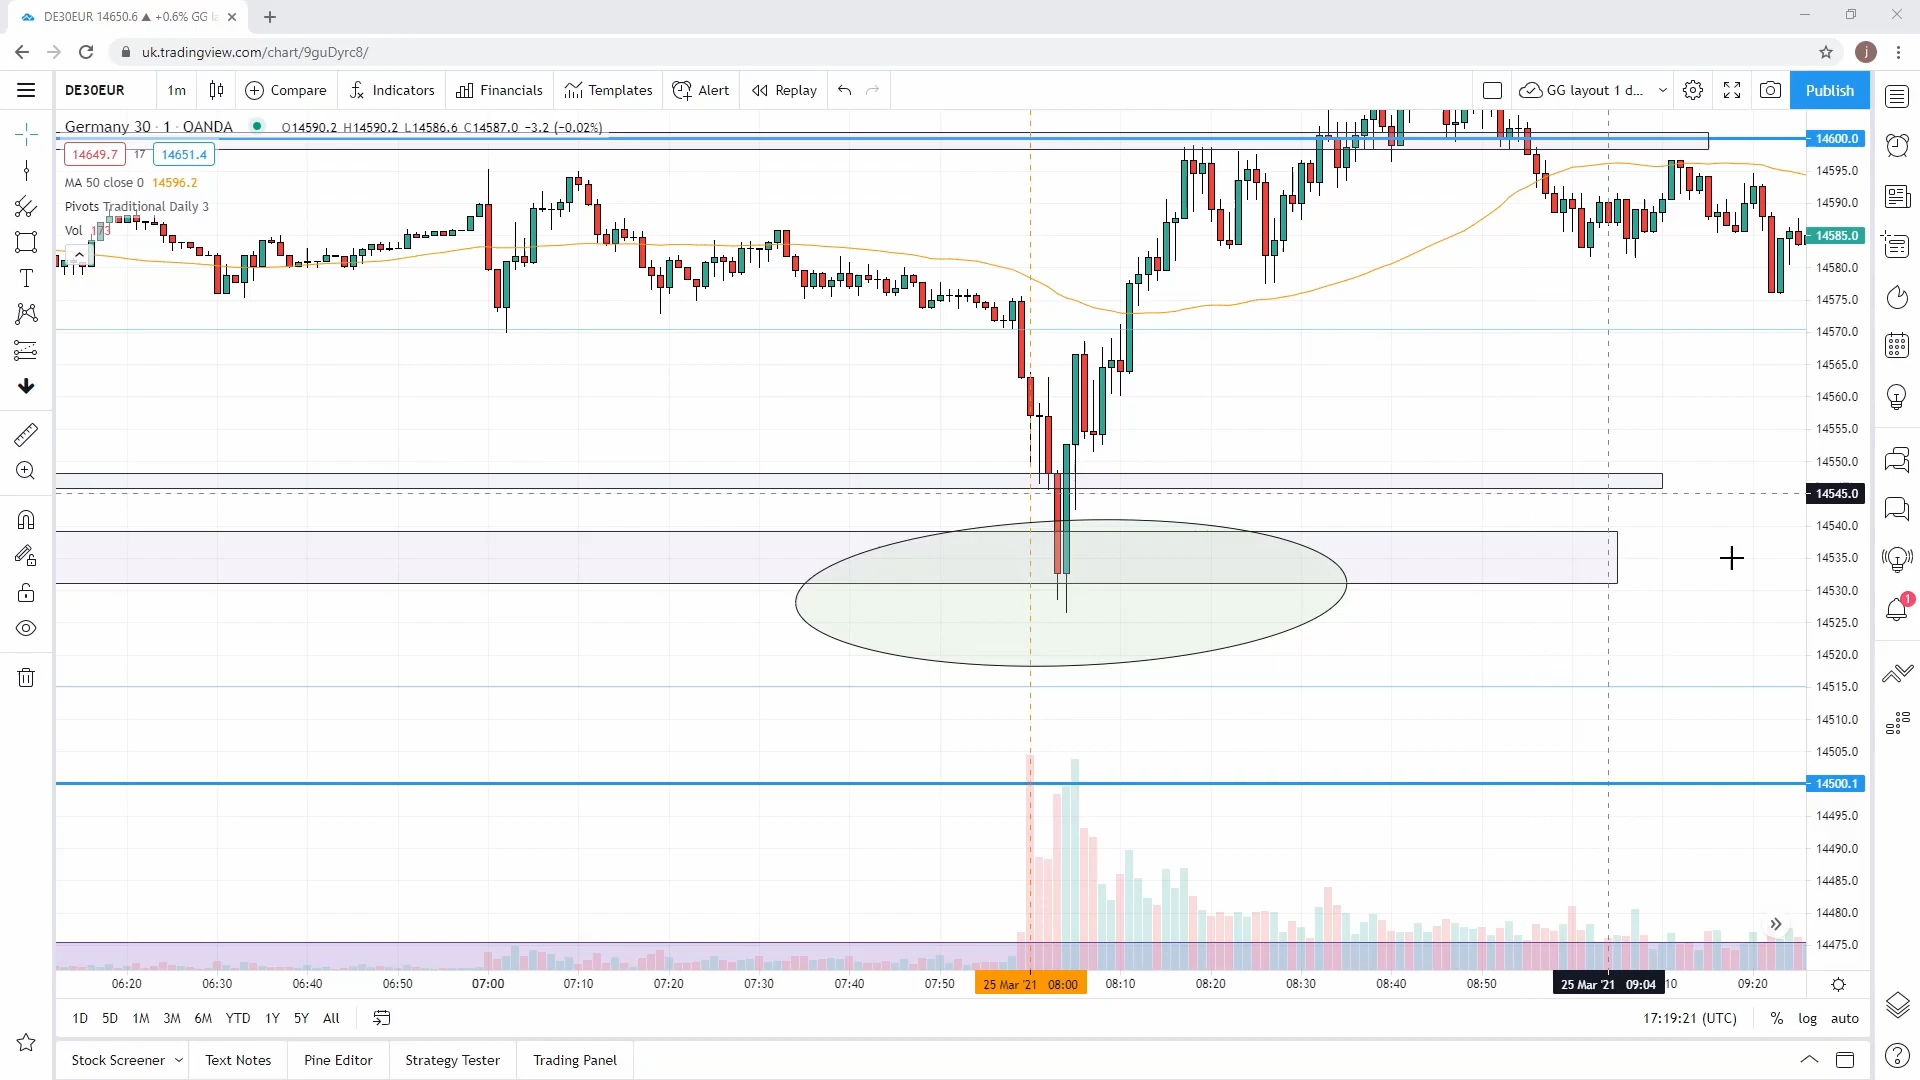 DE30EUR 14650.6 ▲ +0.6% GG l
uk.tradingview.com/chart/9guDyrc8/
j
DE30EUR 1m Compare Indicators Financials Templates Alert Replay GG layout 1 d... Publish
Germany 30 · 1 · OANDA O14590.2 H14590.2 L14586.6 C14587.0 −3.2 (−0.02%)
14649.7 17 14651.4
MA 50 close 0 14596.2
Pivots Traditional Daily 3
Vol 173
14600.0
14595.0
14590.0
14585.0
14580.0
14575.0
14570.0
14565.0
14560.0
14555.0
14550.0
14545.0
14540.0
14535.0
14530.0
14525.0
14520.0
14515.0
14510.0
14505.0
14500.1
14495.0
14490.0
14485.0
14480.0
14475.0
1
06:20 06:30 06:40 06:50 07:00 07:10 07:20 07:30 07:40 07:50 25 Mar '21 08:00 08:10 08:20 08:30 08:40 08:50 25 Mar '21 09:04 10 09:20
1D 5D 1M 3M 6M YTD 1Y 5Y All 17:19:21 (UTC) % log auto
Stock Screener Text Notes Pine Editor Strategy Tester Trading Panel